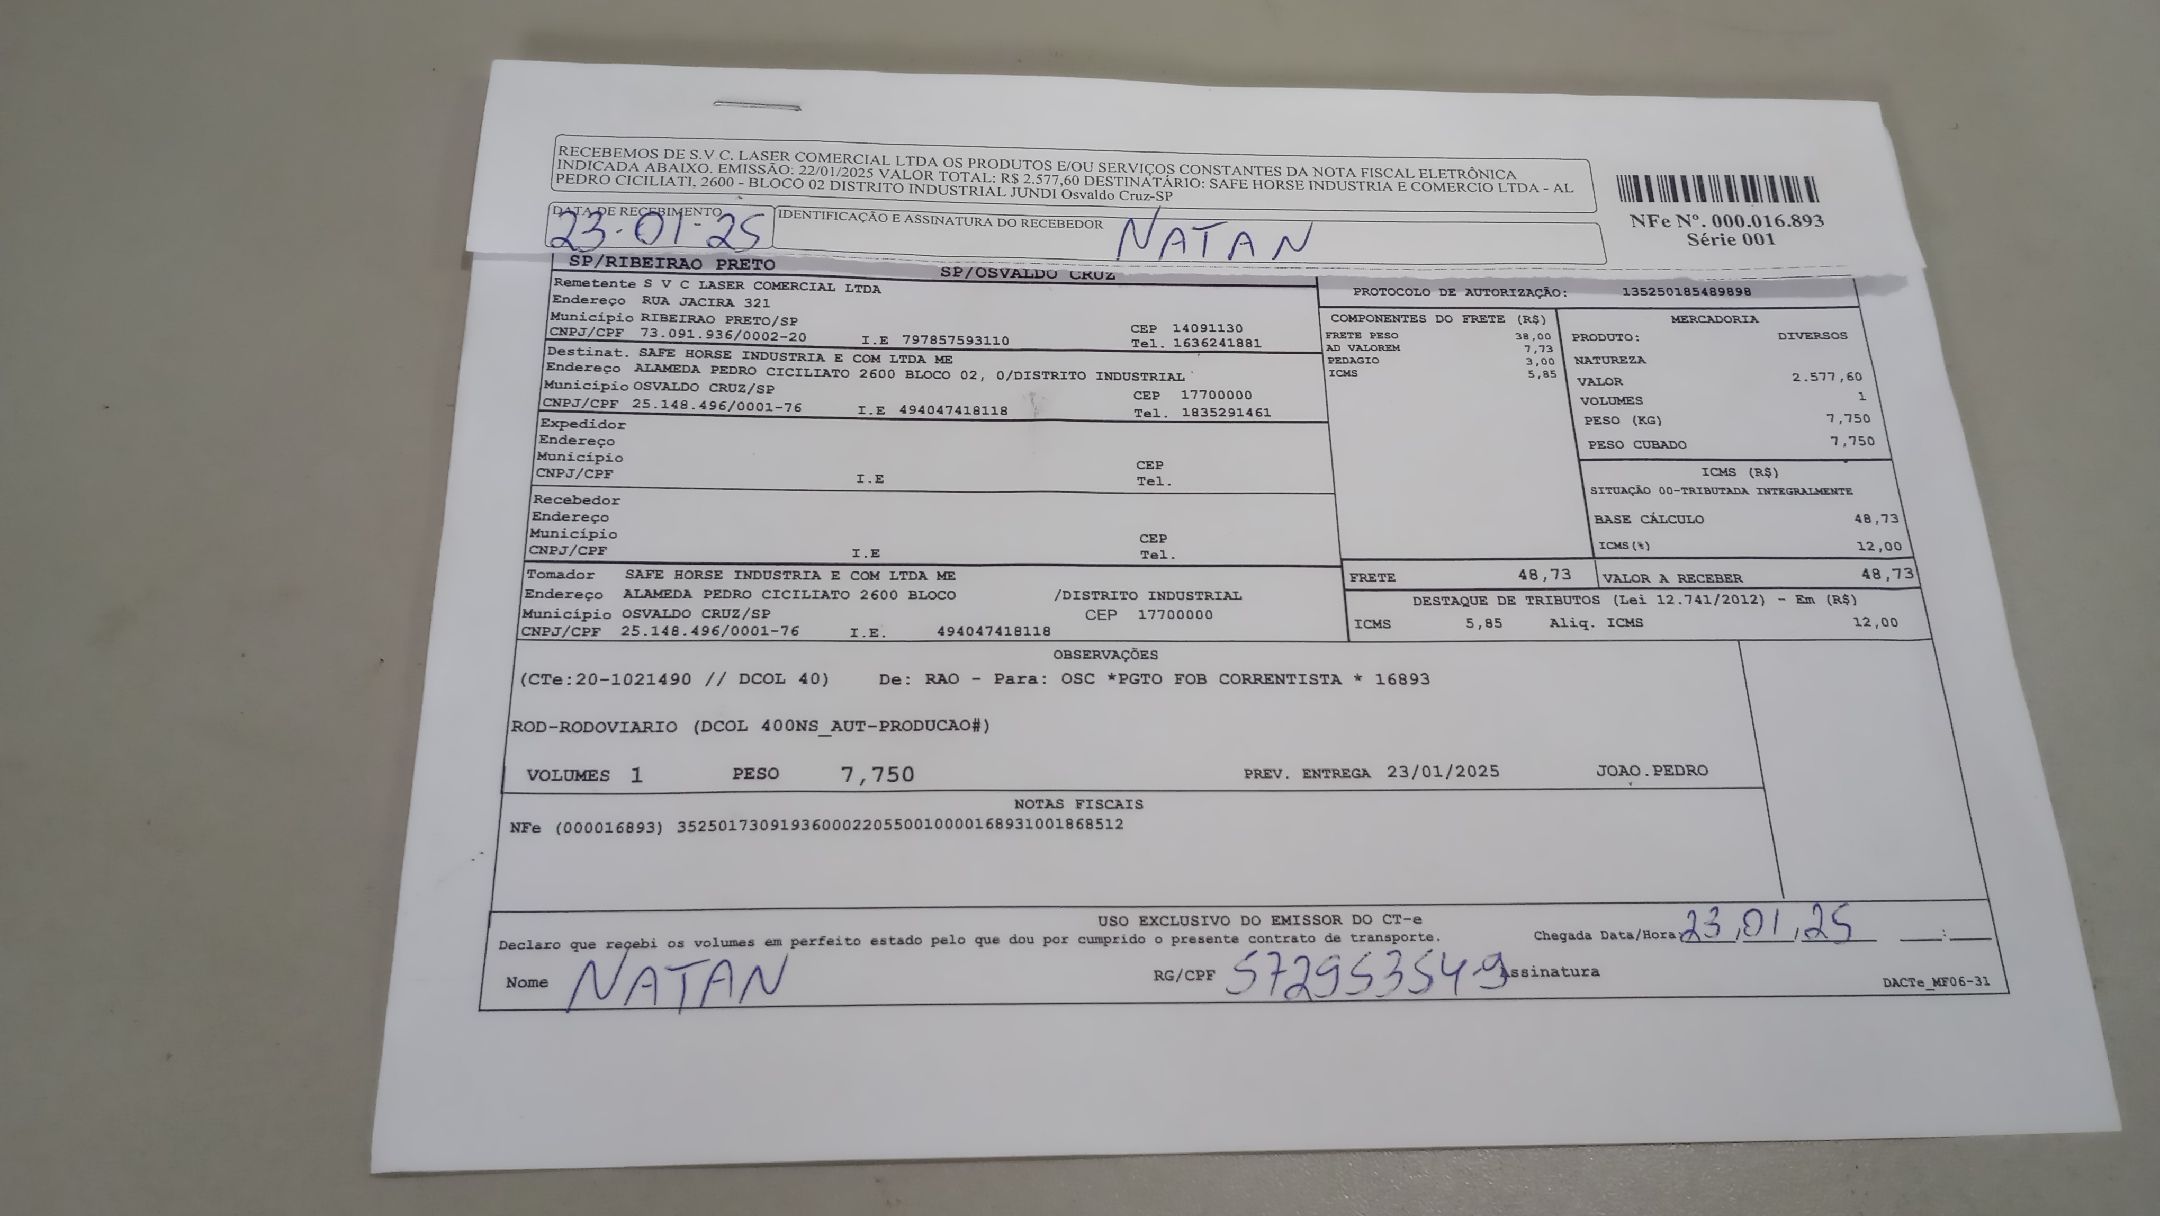 RECEBEMOS DE S.V C. LASER COMERCIAL LTDA OS PRODUTOS E/OU SERVIÇOS CONSTANTES DA NOTA FISCAL ELETRÔNICA
INDICADA ABAIXO. EMISSÃO: 22/01/2025 VALOR TOTAL: R$ 2.577,60 DESTINATÁRIO: SAFE HORSE INDUSTRIA E COMERCIO LTDA - AL
PEDRO CICILIATI, 2600 - BLOCO 02 DISTRITO INDUSTRIAL JUNDI Osvaldo Cruz-SP
DATA DE RECEBIMENTO
23-01-25
IDENTIFICAÇÃO E ASSINATURA DO RECEBEDOR
NATAN
NFe Nº. 000.016.893
Série 001
SP/RIBEIRAO PRETO SP/OSVALDO CRUZ
Remetente S V C LASER COMERCIAL LTDA
Endereço RUA JACIRA 321
Município RIBEIRAO PRETO/SP CEP 14091130
CNPJ/CPF 73.091.936/0002-20 I.E 797857593110 Tel. 1636241881
Destinat. SAFE HORSE INDUSTRIA E COM LTDA ME
Endereço ALAMEDA PEDRO CICILIATO 2600 BLOCO 02, 0/DISTRITO INDUSTRIAL
Município OSVALDO CRUZ/SP CEP 17700000
CNPJ/CPF 25.148.496/0001-76 I.E 494047418118 Tel. 1835291461
Expedidor
Endereço
Município CEP
CNPJ/CPF I.E Tel.
Recebedor
Endereço
Município CEP
CNPJ/CPF I.E Tel.
Tomador SAFE HORSE INDUSTRIA E COM LTDA ME
Endereço ALAMEDA PEDRO CICILIATO 2600 BLOCO /DISTRITO INDUSTRIAL
Município OSVALDO CRUZ/SP CEP 17700000
CNPJ/CPF 25.148.496/0001-76 I.E. 494047418118
PROTOCOLO DE AUTORIZAÇÃO: 135250185489898
COMPONENTES DO FRETE (R$)
FRETE PESO 38,00
AD VALOREM 7,73
PEDAGIO 3,00
ICMS 5,85
MERCADORIA
PRODUTO: DIVERSOS
NATUREZA
VALOR 2.577,60
VOLUMES 1
PESO (KG) 7,750
PESO CUBADO 7,750
ICMS (R$)
SITUAÇÃO 00-TRIBUTADA INTEGRALMENTE
BASE CÁLCULO 48,73
ICMS(%) 12,00
FRETE 48,73 VALOR A RECEBER 48,73
DESTAQUE DE TRIBUTOS (Lei 12.741/2012) - Em (R$)
ICMS 5,85 Aliq. ICMS 12,00
OBSERVAÇÕES
(CTe:20-1021490 // DCOL 40) De: RAO - Para: OSC *PGTO FOB CORRENTISTA * 16893
ROD-RODOVIARIO (DCOL 400NS_AUT-PRODUCAO#)
VOLUMES 1 PESO 7,750 PREV. ENTREGA 23/01/2025 JOAO.PEDRO
NOTAS FISCAIS
NFe (000016893) 35250173091936000220550010000168931001868512
USO EXCLUSIVO DO EMISSOR DO CT-e
Declaro que recebi os volumes em perfeito estado pelo que dou por cumprido o presente contrato de transporte. Chegada Data/Hora 23,01,25 :
Nome NATAN RG/CPF 57295354-9 Assinatura
DACTe_MF06-31